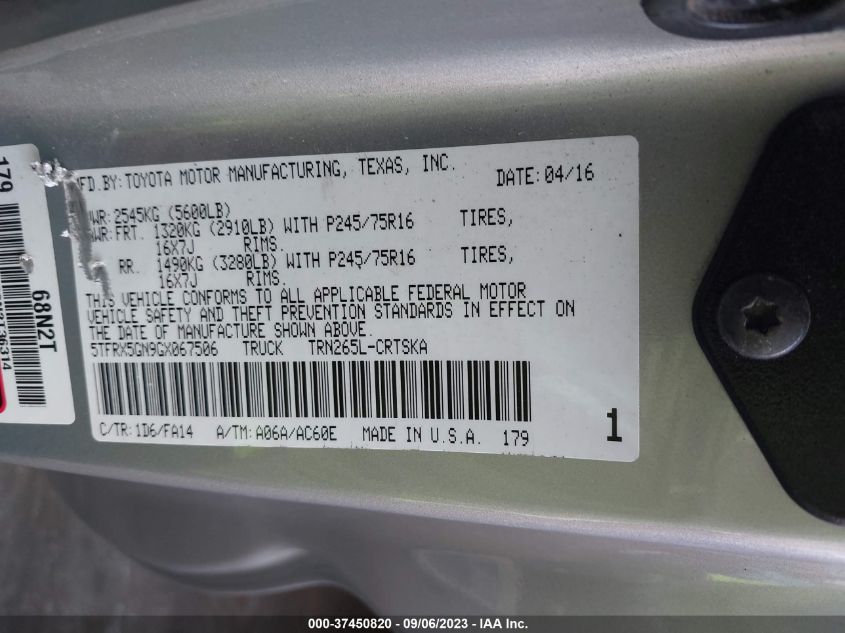 MFD.BY:TOYOTA MOTOR MANUFACTURING, TEXAS, INC. DATE:04/16
2545KG (5600LB)
FRT. 1320KG (2910LB) WITH P245/75R16 TIRES,
16X7J RIMS.
RR. 1490KG (3280LB) WITH P245/75R16 TIRES,
16X7J RIMS.
THIS VEHICLE CONFORMS TO ALL APPLICABLE FEDERAL MOTOR
VEHICLE SAFETY AND THEFT PREVENTION STANDARDS IN EFFECT ON
THE DATE OF MANUFACTURE SHOWN ABOVE.
5TFRX5GN9GX067506 TRUCK TRN265L-CRTSKA
C/TR:1D6/FA14 A/TM:A06A/AC60E MADE IN U.S.A. 179 1
179
68N2T
000-37450820 - 09/06/2023 - IAA Inc.